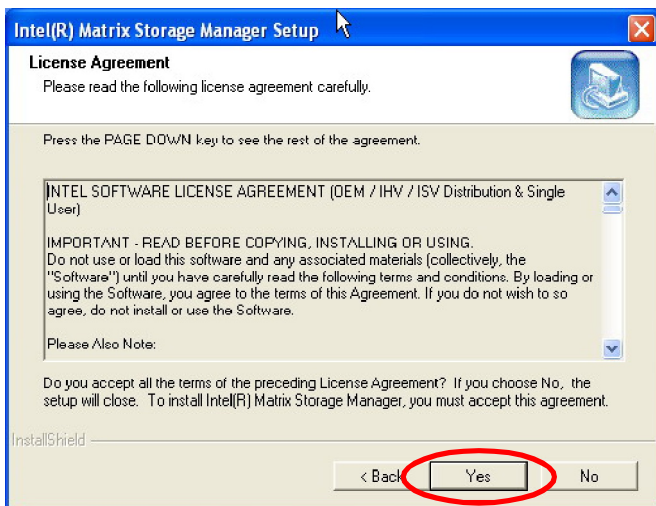 Intel(R) Matrix Storage Manager Setup
License Agreement
Please read the following license agreement carefully.
Press the PAGE DOWN key to see the rest of the agreement.
INTEL SOFTWARE LICENSE AGREEMENT (OEM / IHV / ISV Distribution & Single
User)
IMPORTANT - READ BEFORE COPYING, INSTALLING OR USING.
Do not use or load this software and any associated materials (collectively, the
"Software") until you have carefully read the following terms and conditions. By loading or
using the Software, you agree to the terms of this Agreement. If you do not wish to so
agree, do not install or use the Software.
Please Also Note:
Do you accept all the terms of the preceding License Agreement? If you choose No, the
setup will close. To install Intel(R) Matrix Storage Manager, you must accept this agreement.
InstallShield
< Back
Yes
No